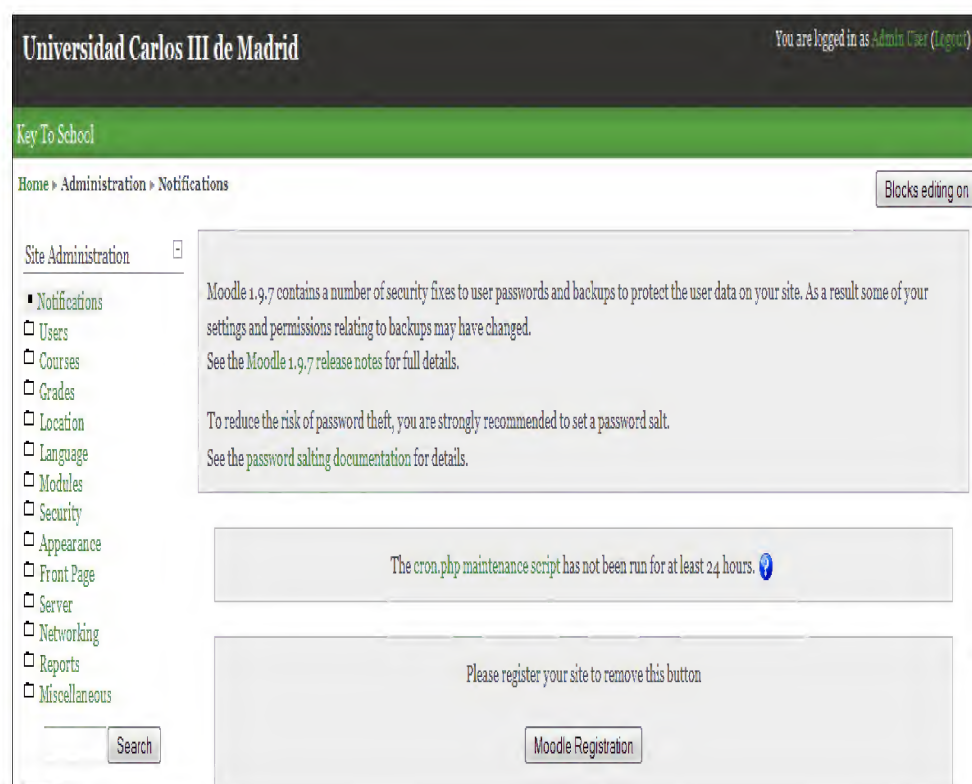 Universidad Carlos III de Madrid
You are logged in as Admin User (Logout)
Key To School
Home ▶ Administration ▶ Notifications
Blocks editing on
Site Administration
Notifications
Users
Courses
Grades
Location
Language
Modules
Security
Appearance
Front Page
Server
Networking
Reports
Miscellaneous
Search
Moodle 1.9.7 contains a number of security fixes to user passwords and backups to protect the user data on your site. As a result some of your
settings and permissions relating to backups may have changed.
See the Moodle 1.9.7 release notes for full details.
To reduce the risk of password theft, you are strongly recommended to set a password salt.
See the password salting documentation for details.
The cron.php maintenance script has not been run for at least 24 hours.
Please register your site to remove this button
Moodle Registration